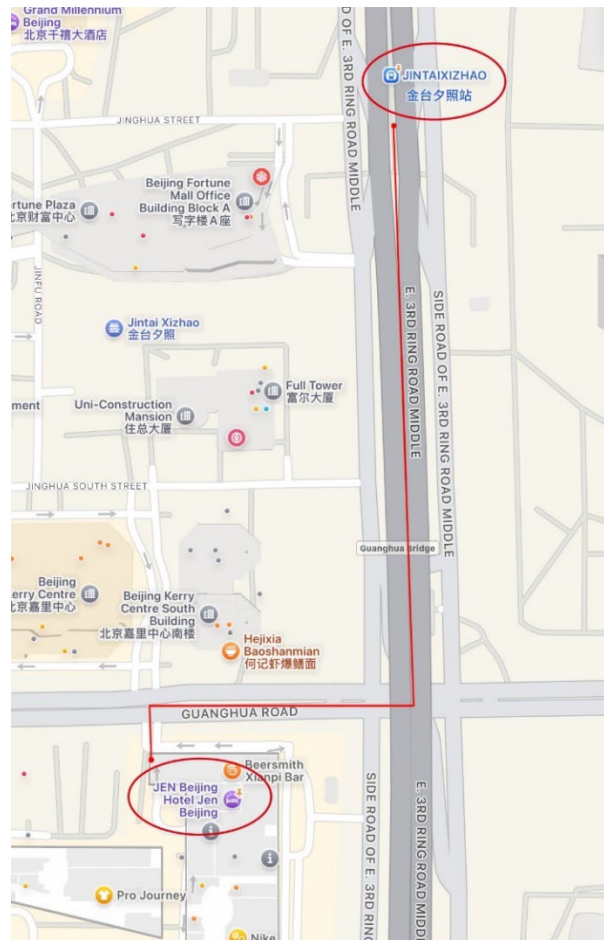 Grand Millennium
Beijing
北京千禧大酒店
JINTAIXIZHAO
金台夕照站
JINGHUA STREET
SIDE ROAD OF E. 3RD RING ROAD MIDDLE
Beijing Fortune
Mall Office
Building Block A
写字楼A座
Fortune Plaza
北京财富中心
JINFU ROAD
Jintai Xizhao
金台夕照
E. 3RD RING ROAD MIDDLE
SIDE ROAD OF E. 3RD RING ROAD MIDDLE
Full Tower
富尔大厦
ment
Uni-Construction
Mansion
住总大厦
JINGHUA SOUTH STREET
Guanghua Bridge
Beijing
Kerry Centre
北京嘉里中心
Beijing Kerry
Centre South
Building
北京嘉里中心南楼
Hejixia
Baoshanmian
何记虾爆鳝面
GUANGHUA ROAD
Beersmith
Xianpi Bar
JEN Beijing
Hotel Jen
Beijing
SIDE ROAD OF E. 3RD RING
E. 3RD RING ROAD MIDD
Pro Journey
Nike